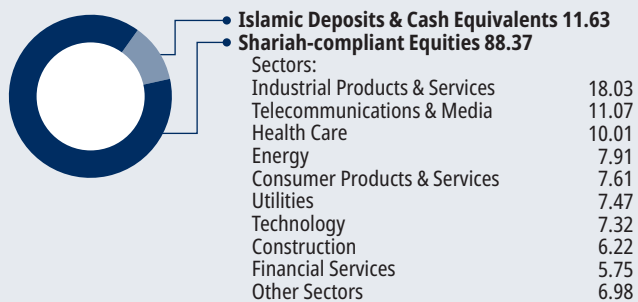 Islamic Deposits & Cash Equivalents 11.63
Shariah-compliant Equities 88.37
Sectors:
Industrial Products & Services 18.03
Telecommunications & Media 11.07
Health Care 10.01
Energy 7.91
Consumer Products & Services 7.61
Utilities 7.47
Technology 7.32
Construction 6.22
Financial Services 5.75
Other Sectors 6.98